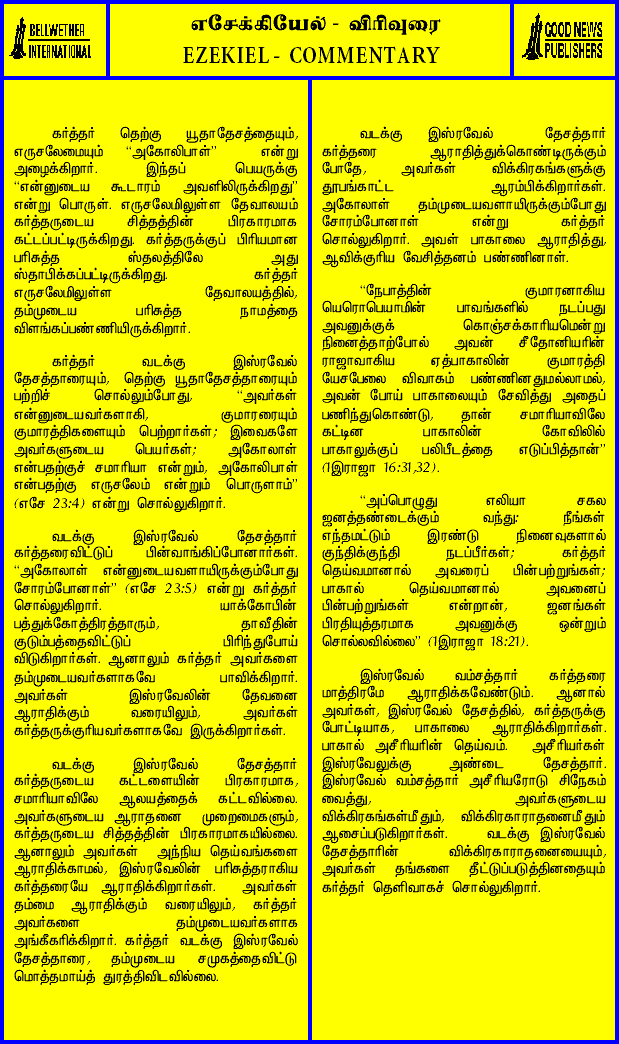 BELLWETHER
INTERNATIONAL
எசேக்கியேல் - விரிவுரை
EZEKIEL - COMMENTARY
GOOD NEWS
PUBLISHERS
கர்த்தர் தெற்கு யூதாதேசத்தையும்,
எருசலேமையும் “அகோலிபாள்” என்று
அழைக்கிறார். இந்தப் பெயருக்கு
“என்னுடைய கூடாரம் அவளிலிருக்கிறது”
என்று பொருள். எருசலேமிலுள்ள தேவாலயம்
கர்த்தருடைய சித்தத்தின் பிரகாரமாக
கட்டப்பட்டிருக்கிறது. கர்த்தருக்குப் பிரியமான
பரிசுத்த ஸ்தலத்திலே அது
ஸ்தாபிக்கப்பட்டிருக்கிறது. கர்த்தர்
எருசலேமிலுள்ள தேவாலயத்தில்,
தம்முடைய பரிசுத்த நாமத்தை
விளங்கப்பண்ணியிருக்கிறார்.
கர்த்தர் வடக்கு இஸ்ரவேல்
தேசத்தாரையும், தெற்கு யூதாதேசத்தாரையும்
பற்றிச் சொல்லும்போது, “அவர்கள்
என்னுடையவர்களாகி, குமாரரையும்
குமாரத்திகளையும் பெற்றார்கள்; இவைகளே
அவர்களுடைய பெயர்கள்; அகோலாள்
என்பதற்குச் சமாரியா என்றும், அகோலிபாள்
என்பதற்கு எருசலேம் என்றும் பொருளாம்”
(எசே 23:4) என்று சொல்லுகிறார்.
வடக்கு இஸ்ரவேல் தேசத்தார்
கர்த்தரைவிட்டுப் பின்வாங்கிப்போனார்கள்.
“அகோலாள் என்னுடையவளாயிருக்கும்போது
சோரம்போனாள்” (எசே 23:5) என்று கர்த்தர்
சொல்லுகிறார். யாக்கோபின்
பத்துக்கோத்திரத்தாரும், தாவீதின்
குடும்பத்தைவிட்டுப் பிரிந்துபோய்
விடுகிறார்கள். ஆனாலும் கர்த்தர் அவர்களை
தம்முடையவர்களாகவே பாவிக்கிறார்.
அவர்கள் இஸ்ரவேலின் தேவனை
ஆராதிக்கும் வரையிலும், அவர்கள்
கர்த்தருக்குரியவர்களாகவே இருக்கிறார்கள்.
வடக்கு இஸ்ரவேல் தேசத்தார்
கர்த்தருடைய கட்டளையின் பிரகாரமாக,
சமாரியாவிலே ஆலயத்தைக் கட்டவில்லை.
அவர்களுடைய ஆராதனை முறைமைகளும்,
கர்த்தருடைய சித்தத்தின் பிரகாரமாகயில்லை.
ஆனாலும் அவர்கள் அந்நிய தெய்வங்களை
ஆராதிக்காமல், இஸ்ரவேலின் பரிசுத்தராகிய
கர்த்தரையே ஆராதிக்கிறார்கள். அவர்கள்
தம்மை ஆராதிக்கும் வரையிலும், கர்த்தர்
அவர்களை தம்முடையவர்களாக
அங்கீகரிக்கிறார். கர்த்தர் வடக்கு இஸ்ரவேல்
தேசத்தாரை, தம்முடைய சமுகத்தைவிட்டு
மொத்தமாய்த் துரத்திவிடவில்லை.
வடக்கு இஸ்ரவேல் தேசத்தார்
கர்த்தரை ஆராதித்துக்கொண்டிருக்கும்
போதே, அவர்கள் விக்கிரகங்களுக்கு
தூபங்காட்ட ஆரம்பிக்கிறார்கள்.
அகோலாள் தம்முடையவளாயிருக்கும்போது
சோரம்போனாள் என்று கர்த்தர்
சொல்லுகிறார். அவள் பாகாலை ஆராதித்து,
ஆவிக்குரிய வேசித்தனம் பண்ணினாள்.
“நேபாத்தின் குமாரனாகிய
யெரொபெயாமின் பாவங்களில் நடப்பது
அவனுக்குக் கொஞ்சக்காரியமென்று
நினைத்தாற்போல் அவன் சீதோனியரின்
ராஜாவாகிய ஏத்பாகாலின் குமாரத்தி
யேசபேலை விவாகம் பண்ணினதுமல்லாமல்,
அவன் போய் பாகாலையும் சேவித்து அதைப்
பணிந்துகொண்டு, தான் சமாரியாவிலே
கட்டின பாகாலின் கோவிலில்
பாகாலுக்குப் பலிபீடத்தை எடுப்பித்தான்”
(1இராஜா 16:31,32).
“அப்பொழுது எலியா சகல
ஜனத்தண்டைக்கும் வந்து: நீங்கள்
எந்தமட்டும் இரண்டு நினைவுகளால்
குந்திக்குந்தி நடப்பீர்கள்; கர்த்தர்
தெய்வமானால் அவரைப் பின்பற்றுங்கள்;
பாகால் தெய்வமானால் அவனைப்
பின்பற்றுங்கள் என்றான், ஜனங்கள்
பிரதியுத்தரமாக அவனுக்கு ஒன்றும்
சொல்லவில்லை” (1இராஜா 18:21).
இஸ்ரவேல் வம்சத்தார் கர்த்தரை
மாத்திரமே ஆராதிக்கவேண்டும். ஆனால்
அவர்கள், இஸ்ரவேல் தேசத்தில், கர்த்தருக்கு
போட்டியாக, பாகாலை ஆராதிக்கிறார்கள்.
பாகால் அசீரியரின் தெய்வம். அசீரியர்கள்
இஸ்ரவேலுக்கு அண்டை தேசத்தார்.
இஸ்ரவேல் வம்சத்தார் அசீரியரோடு சிநேகம்
வைத்து, அவர்களுடைய
விக்கிரகங்கள்மீதும், விக்கிரகாராதனைமீதும்
ஆசைப்படுகிறார்கள். வடக்கு இஸ்ரவேல்
தேசத்தாரின் விக்கிரகாராதனையையும்,
அவர்கள் தங்களை தீட்டுப்படுத்தினதையும்
கர்த்தர் தெளிவாகச் சொல்லுகிறார்.